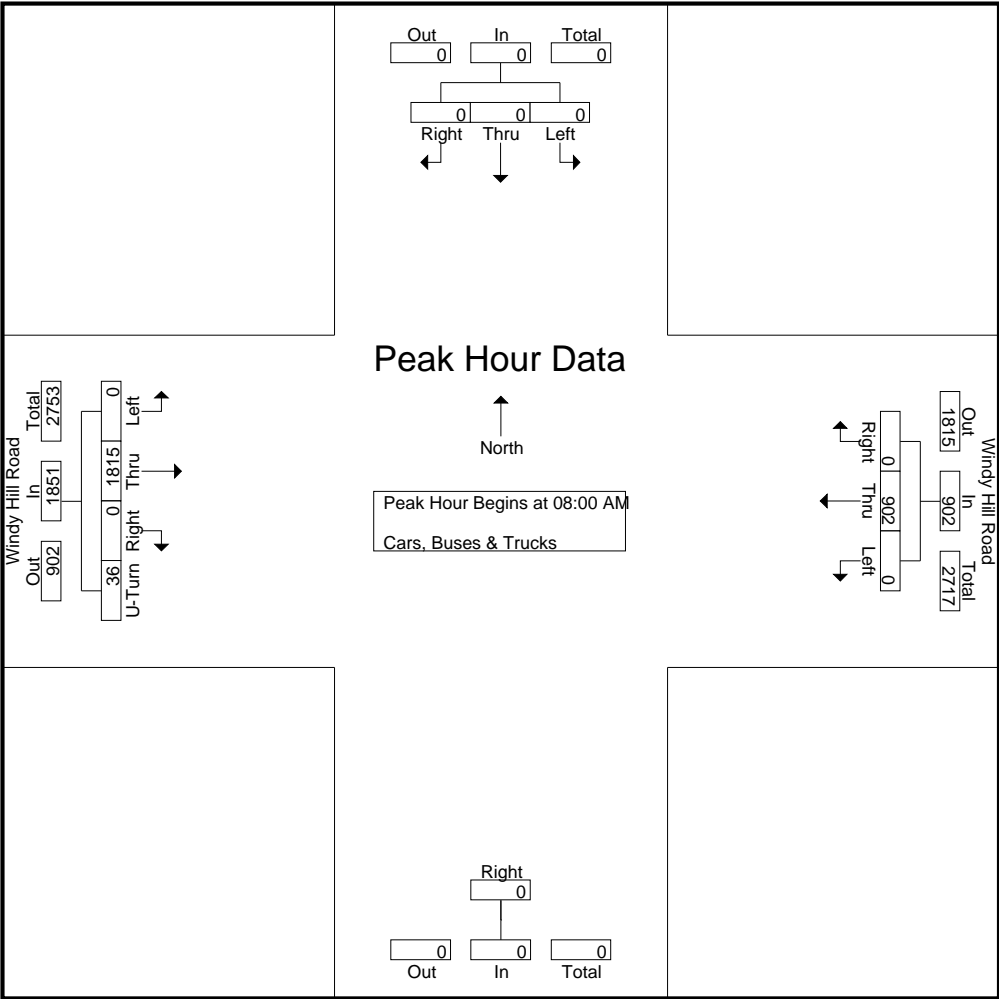 Out In Total
0 0 0
0 0 0
Right Thru Left
Peak Hour Data
North
Peak Hour Begins at 08:00 AM
Cars, Buses & Trucks
Windy Hill Road
Total In Out
2753 1851 902
0 1815 0 36
Left Thru Right U-Turn
Windy Hill Road
Out In Total
1815 902 2717
0 902 0
Right Thru Left
Right
0
0 0 0
Out In Total